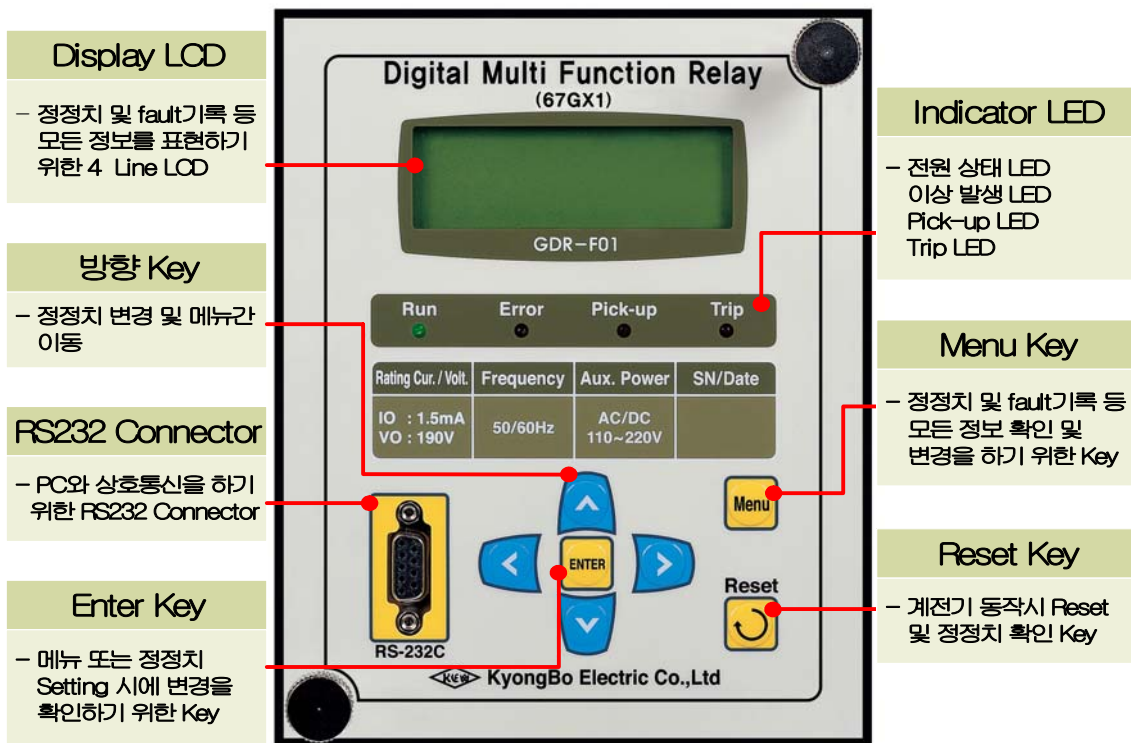 Display LCD
– 정정치 및 fault기록 등
모든 정보를 표현하기
위한 4 Line LCD
방향 Key
– 정정치 변경 및 메뉴간
이동
RS232 Connector
– PC와 상호통신을 하기
위한 RS232 Connector
Enter Key
– 메뉴 또는 정정치
Setting 시에 변경을
확인하기 위한 Key
Digital Multi Function Relay
(67GX1)
GDR-F01
Run Error Pick-up Trip
Rating Cur. / Volt. Frequency Aux. Power SN/Date
IO : 1.5mA
VO : 190V
50/60Hz
AC/DC
110~220V
Menu
ENTER
Reset
RS-232C
KyongBo Electric Co.,Ltd
Indicator LED
– 전원 상태 LED
이상 발생 LED
Pick-up LED
Trip LED
Menu Key
– 정정치 및 fault기록 등
모든 정보 확인 및
변경을 하기 위한 Key
Reset Key
– 계전기 동작시 Reset
및 정정치 확인 Key